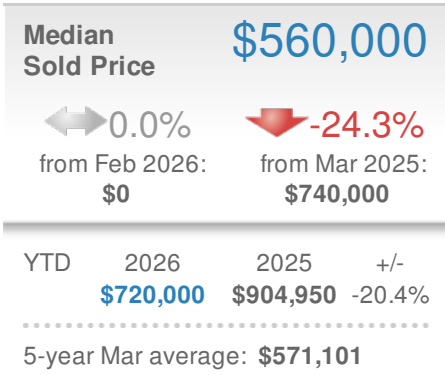 Median $560,000
Sold Price
0.0% -24.3%
from Feb 2026: from Mar 2025:
$0 $740,000
YTD 2026 2025 +/-
$720,000 $904,950 -20.4%
5-year Mar average: $571,101